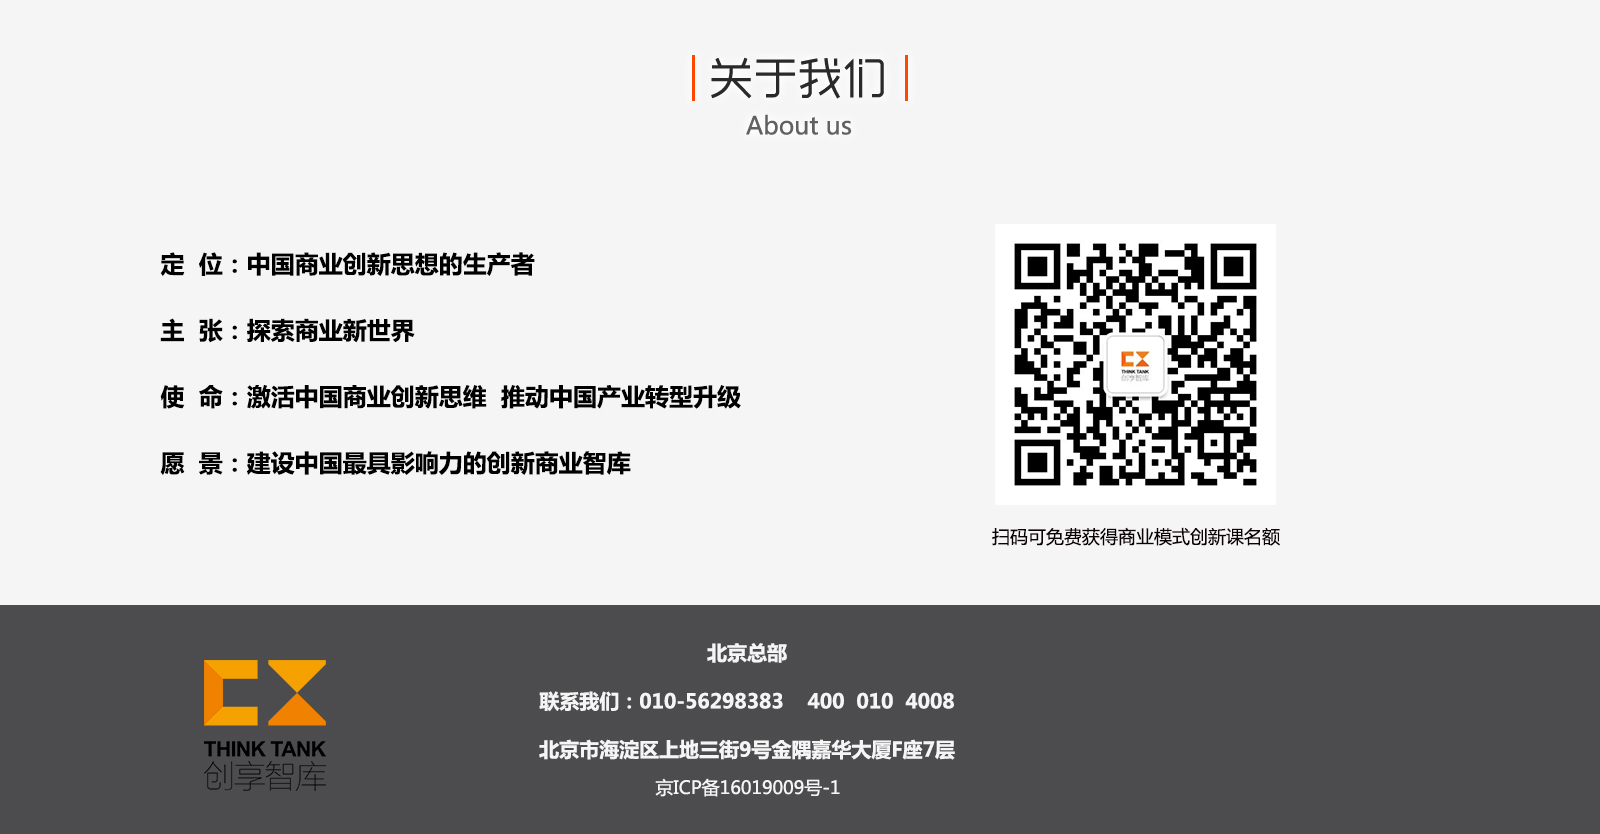 关于我们
About us
定 位：中国商业创新思想的生产者
主 张：探索商业新世界
使 命：激活中国商业创新思维 推动中国产业转型升级
愿 景：建设中国最具影响力的创新商业智库
THINK TANK
创享智库
扫码可免费获得商业模式创新课名额
THINK TANK
创享智库
北京总部
联系我们：010-56298383 400 010 4008
北京市海淀区上地三街9号金隅嘉华大厦F座7层
京ICP备16019009号-1